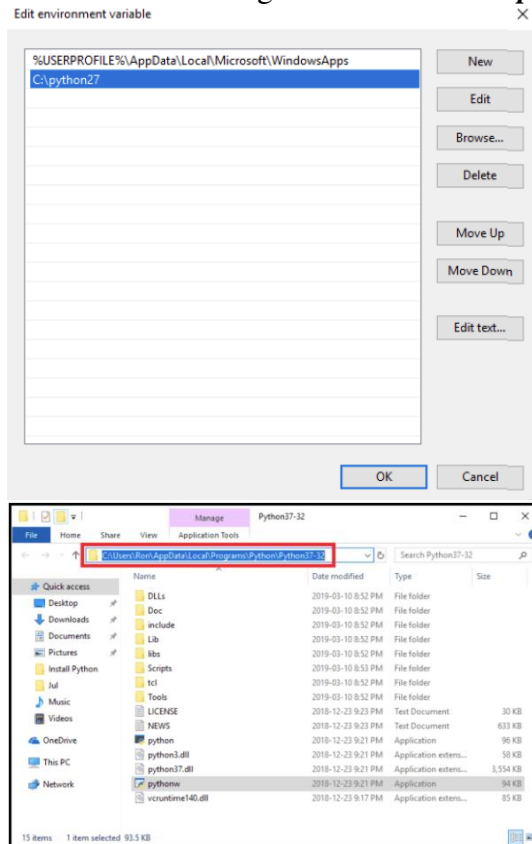 Edit environment variable
%USERPROFILE%\AppData\Local\Microsoft\WindowsApps
C:\python27
New
Edit
Browse...
Delete
Move Up
Move Down
Edit text...
OK Cancel
Manage Python37-32
File Home Share View Application Tools
C:\Users\Ron\AppData\Local\Programs\Python\Python37-32 Search Python37-32
Name Date modified Type Size
Quick access
Desktop
Downloads
Documents
Pictures
Install Python
Jul
Music
Videos
OneDrive
This PC
Network
DLLs 2019-03-10 8:52 PM File folder
Doc 2019-03-10 8:52 PM File folder
include 2019-03-10 8:52 PM File folder
Lib 2019-03-10 8:52 PM File folder
libs 2019-03-10 8:52 PM File folder
Scripts 2019-03-10 8:53 PM File folder
tcl 2019-03-10 8:52 PM File folder
Tools 2019-03-10 8:52 PM File folder
LICENSE 2018-12-23 9:23 PM Text Document 30 KB
NEWS 2018-12-23 9:23 PM Text Document 633 KB
python 2018-12-23 9:21 PM Application 96 KB
python3.dll 2018-12-23 9:21 PM Application extens... 58 KB
python37.dll 2018-12-23 9:21 PM Application extens... 3,554 KB
pythonw 2018-12-23 9:21 PM Application 94 KB
vcruntime140.dll 2018-12-23 9:17 PM Application extens... 85 KB
15 items 1 item selected 93.5 KB